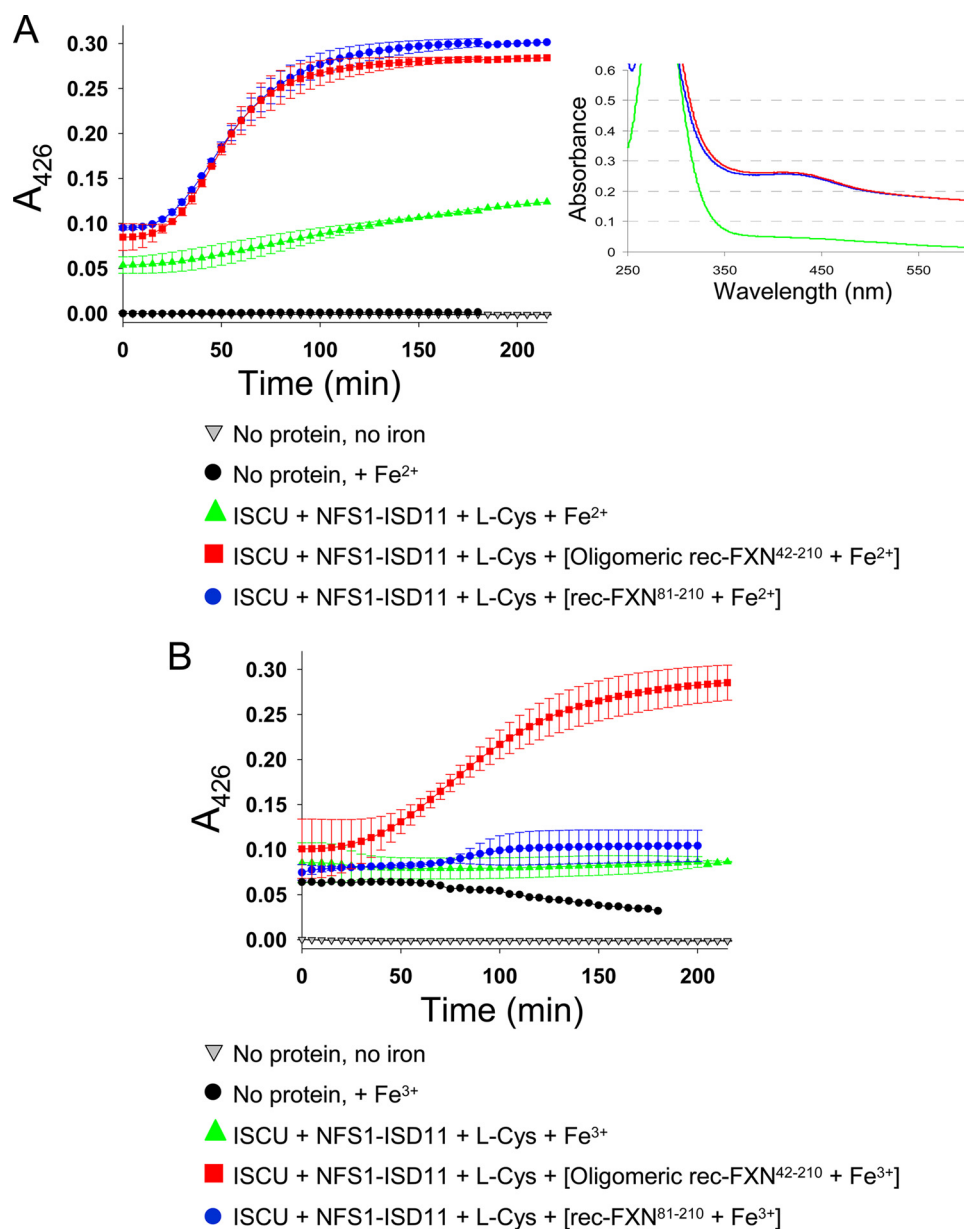 A
0.30
0.25
0.20
0.15
0.10
0.05
0.00
A426
0 50 100 150 200
Time (min)
0.6
0.5
0.4
0.3
0.2
0.1
0
Absorbance
250 350 450 550
Wavelength (nm)
No protein, no iron
No protein, + Fe²⁺
ISCU + NFS1-ISD11 + L-Cys + Fe²⁺
ISCU + NFS1-ISD11 + L-Cys + [Oligomeric rec-FXN⁴²⁻²¹⁰ + Fe²⁺]
ISCU + NFS1-ISD11 + L-Cys + [rec-FXN⁸¹⁻²¹⁰ + Fe²⁺]
B
0.30
0.25
0.20
0.15
0.10
0.05
0.00
A426
0 50 100 150 200
Time (min)
No protein, no iron
No protein, + Fe³⁺
ISCU + NFS1-ISD11 + L-Cys + Fe³⁺
ISCU + NFS1-ISD11 + L-Cys + [Oligomeric rec-FXN⁴²⁻²¹⁰ + Fe³⁺]
ISCU + NFS1-ISD11 + L-Cys + [rec-FXN⁸¹⁻²¹⁰ + Fe³⁺]